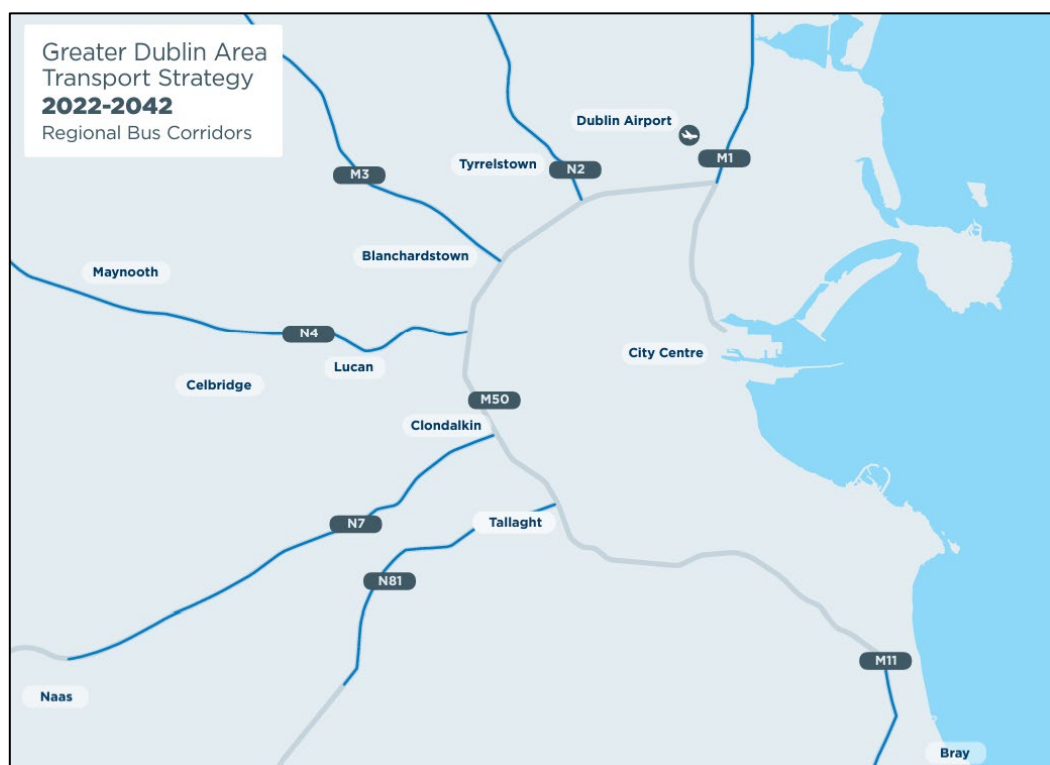 Greater Dublin Area
Transport Strategy
2022-2042
Regional Bus Corridors
Dublin Airport
M1
Tyrrelstown
N2
M3
Blanchardstown
Maynooth
N4
Lucan
City Centre
Celbridge
M50
Clondalkin
N7
Tallaght
N81
M11
Naas
Bray